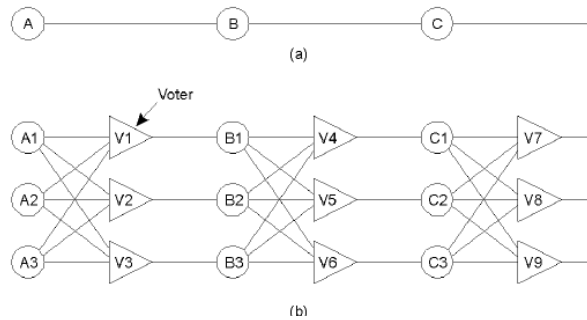 A B C
(a)
Voter
A1 V1 B1 V4 C1 V7
A2 V2 B2 V5 C2 V8
A3 V3 B3 V6 C3 V9
(b)